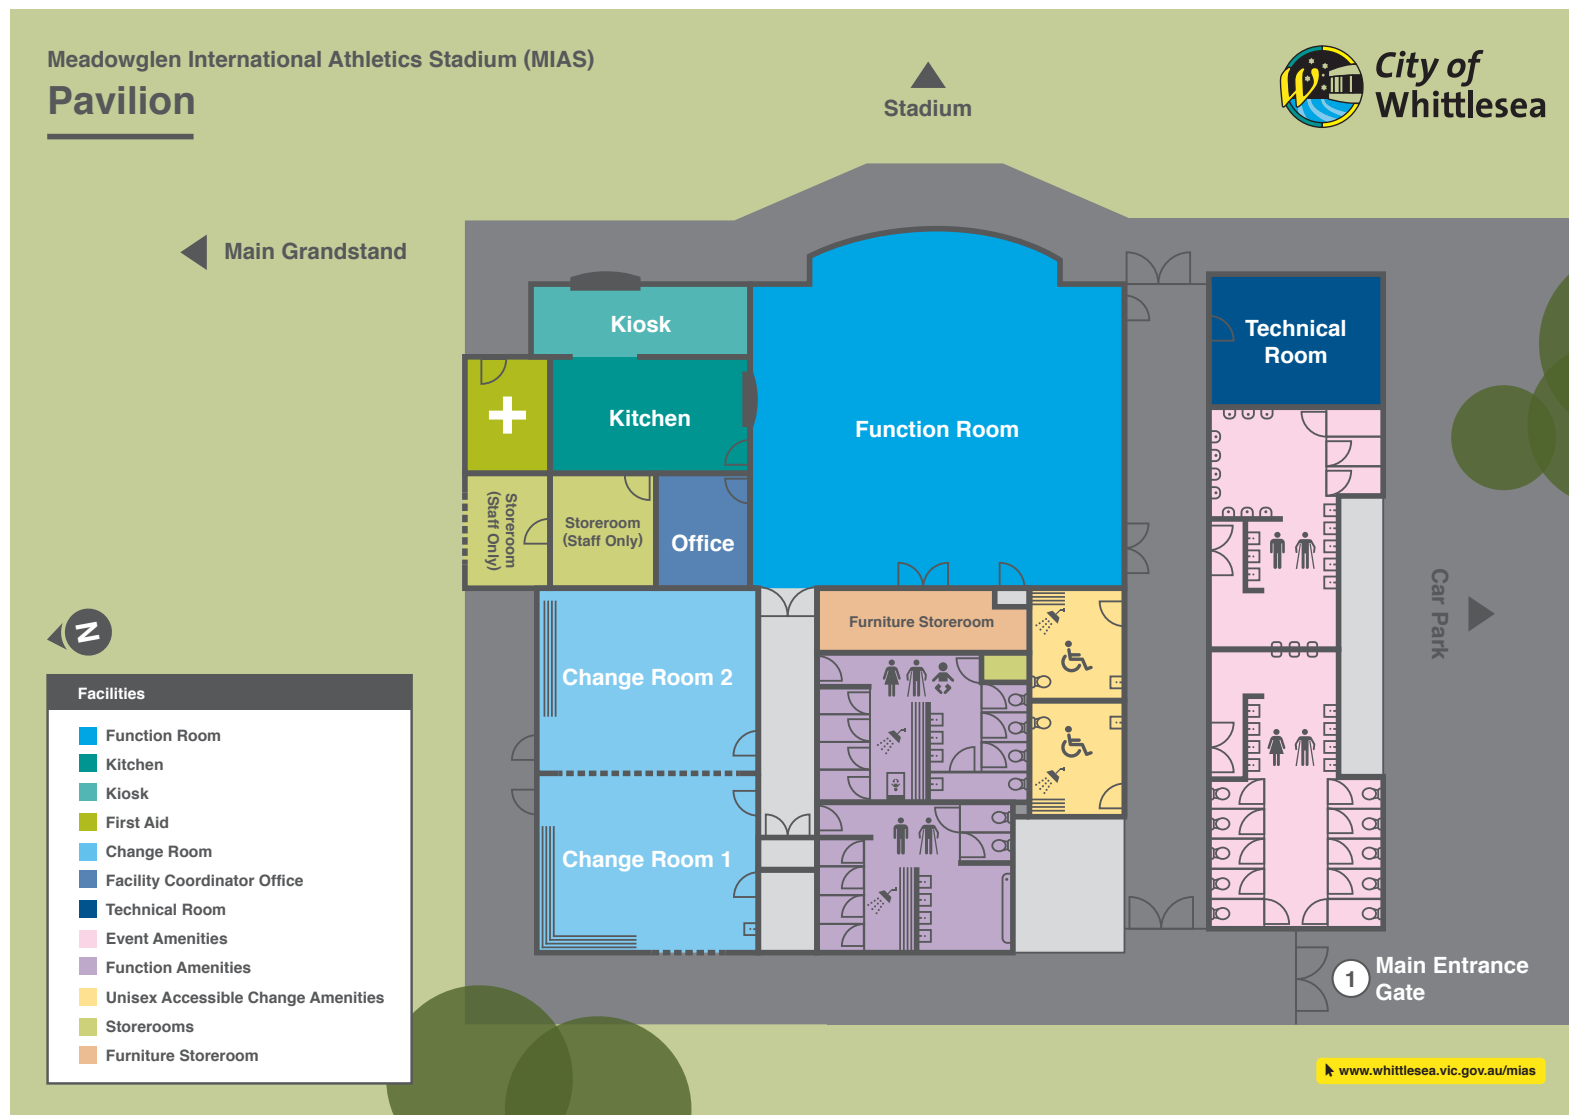 Meadowglen International Athletics Stadium (MIAS)
Pavilion
Stadium
City of
Whittlesea
Main Grandstand
Kiosk
Technical
Room
Kitchen
Function Room
Storeroom
(Staff Only)
Storeroom
(Staff Only)
Office
Car Park
Furniture Storeroom
N
Change Room 2
Change Room 1
Facilities
Function Room
Kitchen
Kiosk
First Aid
Change Room
Facility Coordinator Office
Technical Room
Event Amenities
Function Amenities
Unisex Accessible Change Amenities
Storerooms
Furniture Storeroom
1
Main Entrance
Gate
www.whittlesea.vic.gov.au/mias